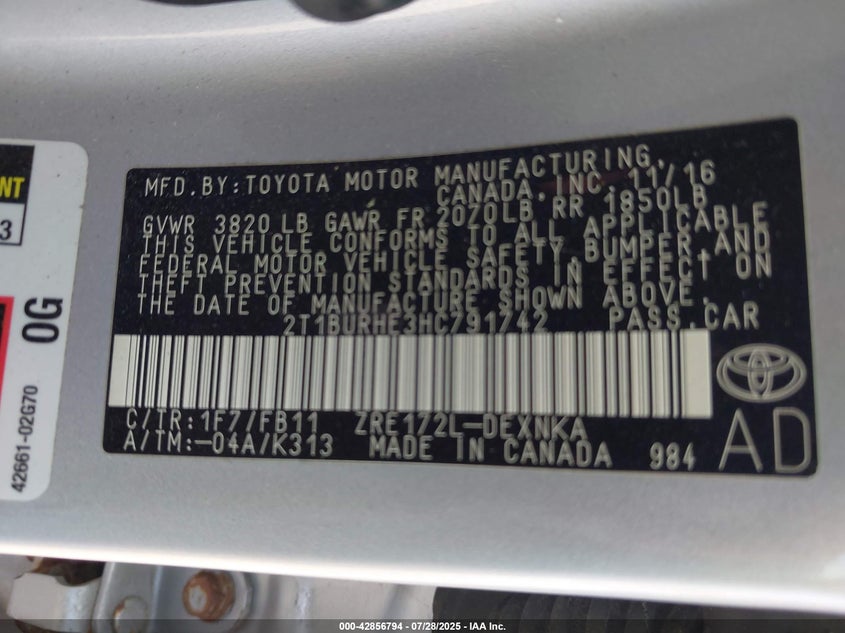 NT
3
0G
42661-02G70
MFD.BY:TOYOTA MOTOR MANUFACTURING,
CANADA, INC. 11/16
GVWR 3820 LB GAWR FR 2070LB RR 1850LB
THIS VEHICLE CONFORMS TO ALL APPLICABLE
FEDERAL MOTOR VEHICLE SAFETY, BUMPER, AND
THEFT PREVENTION STANDARDS IN EFFECT ON
THE DATE OF MANUFACTURE SHOWN ABOVE.
2T1BURHE3HC791742 PASS.CAR
C/TR:1F7/FB11 ZRE172L-DEXNKA
A/TM:-04A/K313 MADE IN CANADA 984
AD
000-42856794 - 07/28/2025 - IAA Inc.